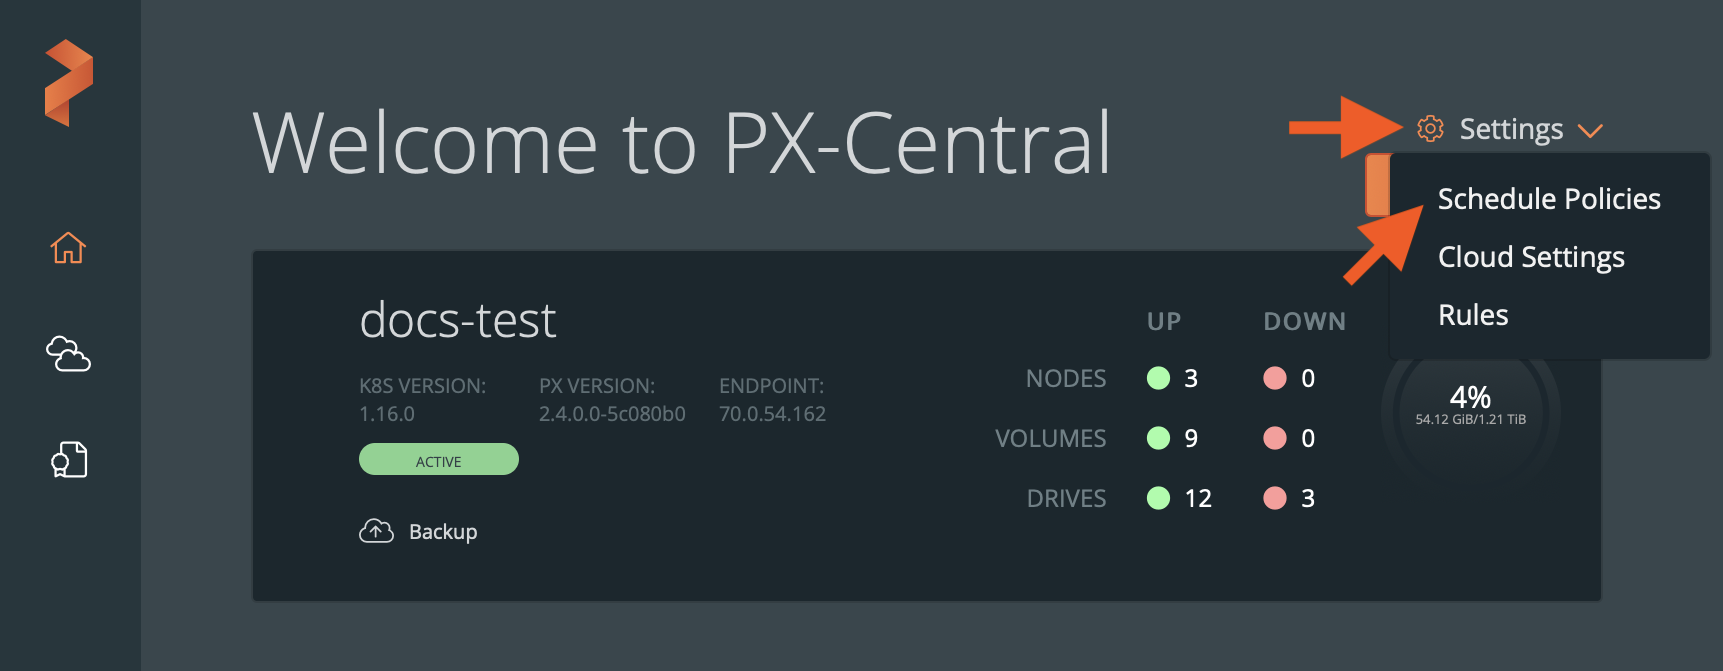 Welcome to PX-Central
Settings
Schedule Policies
Cloud Settings
Rules
docs-test
K8S VERSION: PX VERSION: ENDPOINT:
1.16.0 2.4.0.0-5c080b0 70.0.54.162
ACTIVE
Backup
UP DOWN
NODES 3 0
VOLUMES 9 0
DRIVES 12 3
4%
54.12 GiB/1.21 TiB